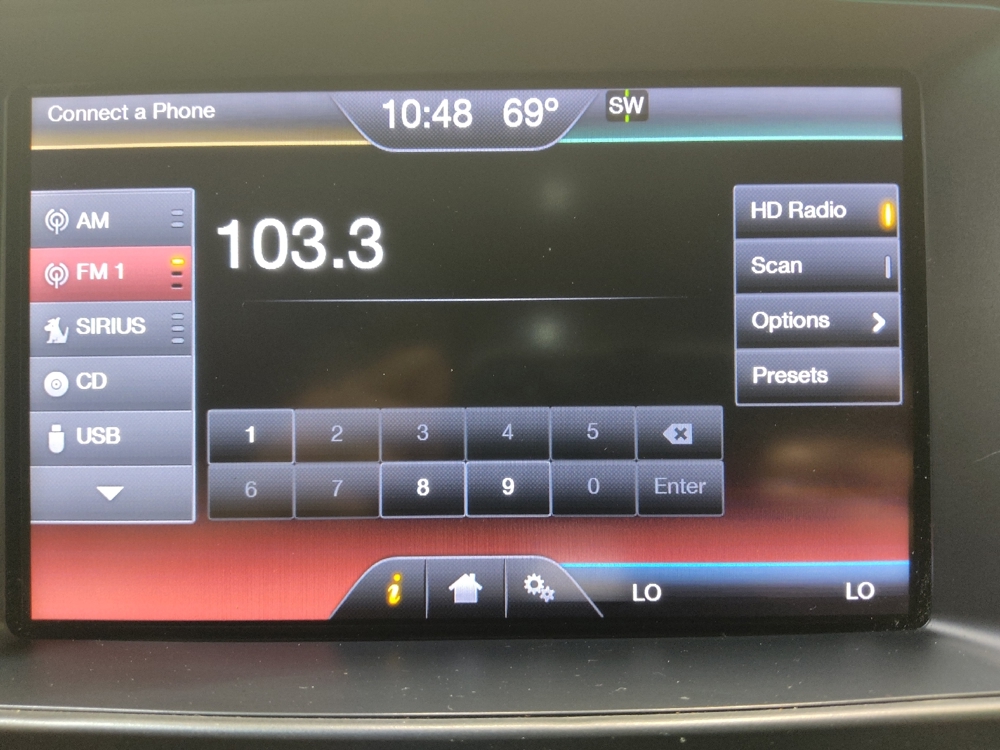 Connect a Phone
10:48 69° SW
AM
FM 1
SIRIUS
CD
USB
103.3
HD Radio
Scan
Options
Presets
1 2 3 4 5
6 7 8 9 0 Enter
i
LO LO